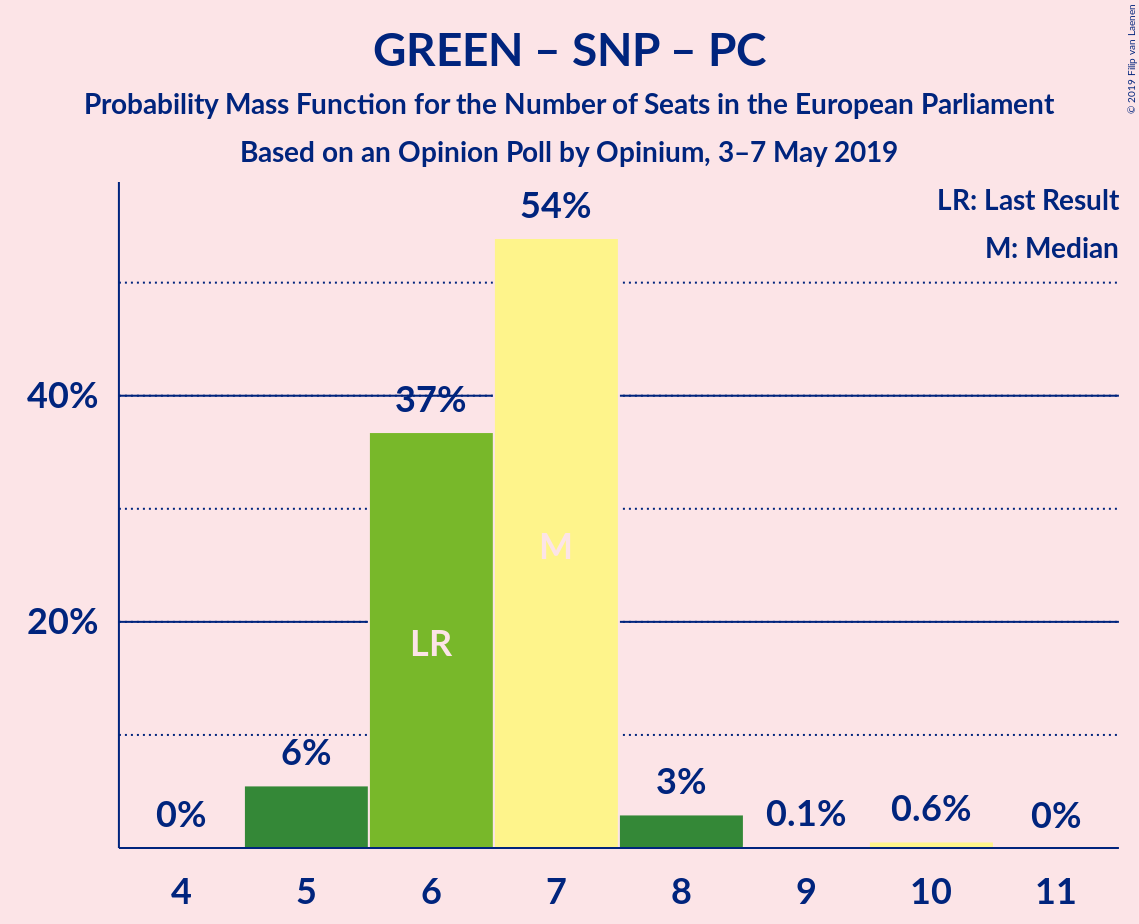 © 2019 Filip van Laenen
GREEN – SNP – PC
Probability Mass Function for the Number of Seats in the European Parliament
Based on an Opinion Poll by Opinium, 3–7 May 2019
LR: Last Result
M: Median
54%
40%
37%
M
20%
LR
6%
3%
0%
0.1%
0.6%
0%
4 5 6 7 8 9 10 11